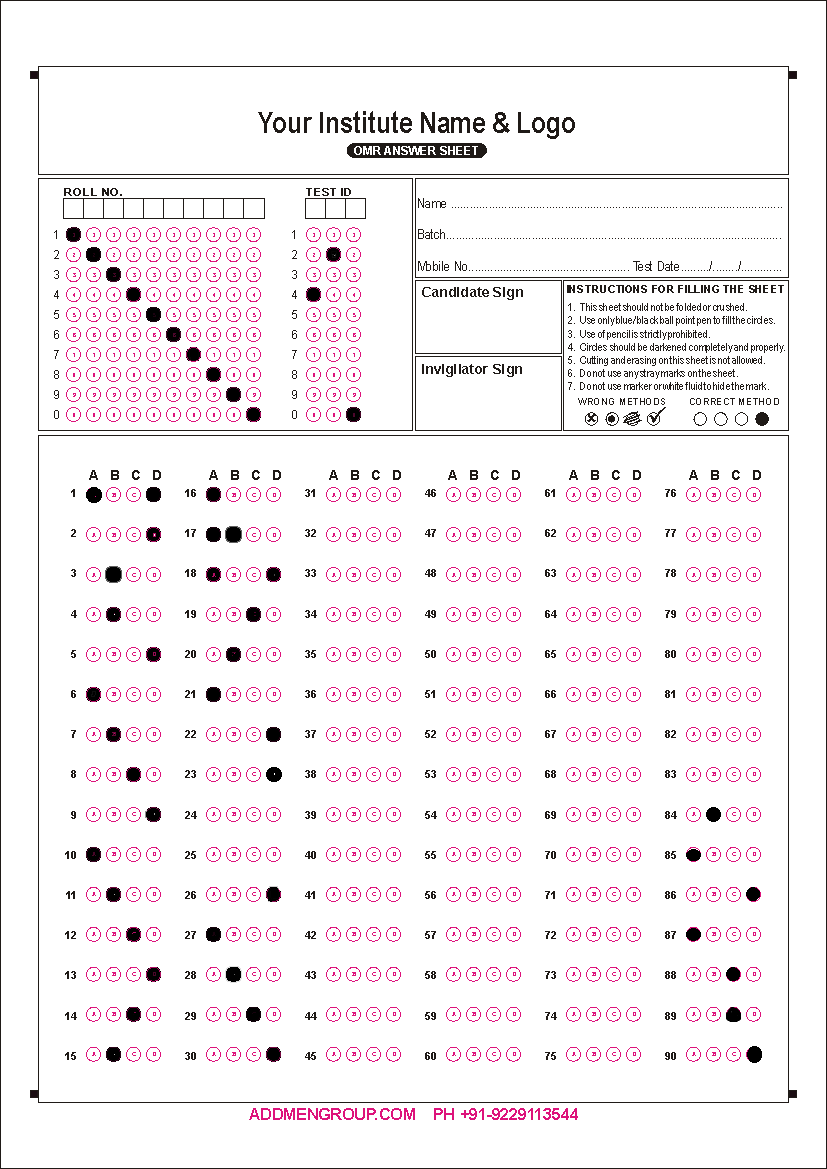 Your Institute Name & Logo
OMR ANSWER SHEET
ROLL NO.
TEST ID
1 1
2 2
3 3
4 4
5 5
6 6
7 7
8 8
9 9
0 0
Name ................................................................
Batch................................................................
Mobile No................................ Test Date........./......../............
Candidate Sign
Invigilator Sign
INSTRUCTIONS FOR FILLING THE SHEET
1. This sheet should not be folded or crushed.
2. Use only blue/black ball point pen to fill the circles.
3. Use of pencil is strictly prohibited.
4. Circles should be darkened completely and properly.
5. Cutting and erasing on this sheet is not allowed.
6. Do not use any stray marks on the sheet.
7. Do not use marker or white fluid to hide the mark.
WRONG METHODS CORRECT METHOD
A B C D A B C D A B C D A B C D A B C D A B C D
1 16 31 46 61 76
2 17 32 47 62 77
3 18 33 48 63 78
4 19 34 49 64 79
5 20 35 50 65 80
6 21 36 51 66 81
7 22 37 52 67 82
8 23 38 53 68 83
9 24 39 54 69 84
10 25 40 55 70 85
11 26 41 56 71 86
12 27 42 57 72 87
13 28 43 58 73 88
14 29 44 59 74 89
15 30 45 60 75 90
ADDMENGROUP.COM PH +91-9229113544